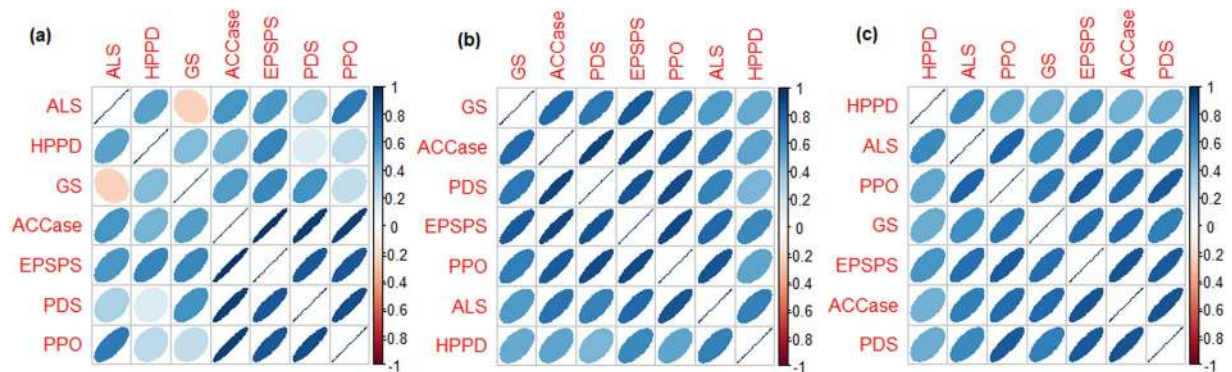 (a)
ALS HPPD GS ACCase EPSPS PDS PPO
ALS
HPPD
GS
ACCase
EPSPS
PDS
PPO
1
0.8
0.6
0.4
0.2
0
0.2
0.4
0.6
0.8
-1
(b)
GS ACCase PDS EPSPS PPO ALS HPPD
GS
ACCase
PDS
EPSPS
PPO
ALS
HPPD
1
0.8
0.6
0.4
0.2
0
0.2
0.4
0.6
0.8
-1
(c)
HPPD ALS PPO GS EPSPS ACCase PDS
HPPD
ALS
PPO
GS
EPSPS
ACCase
PDS
1
0.8
0.6
0.4
0.2
0
0.2
0.4
0.6
0.8
-1